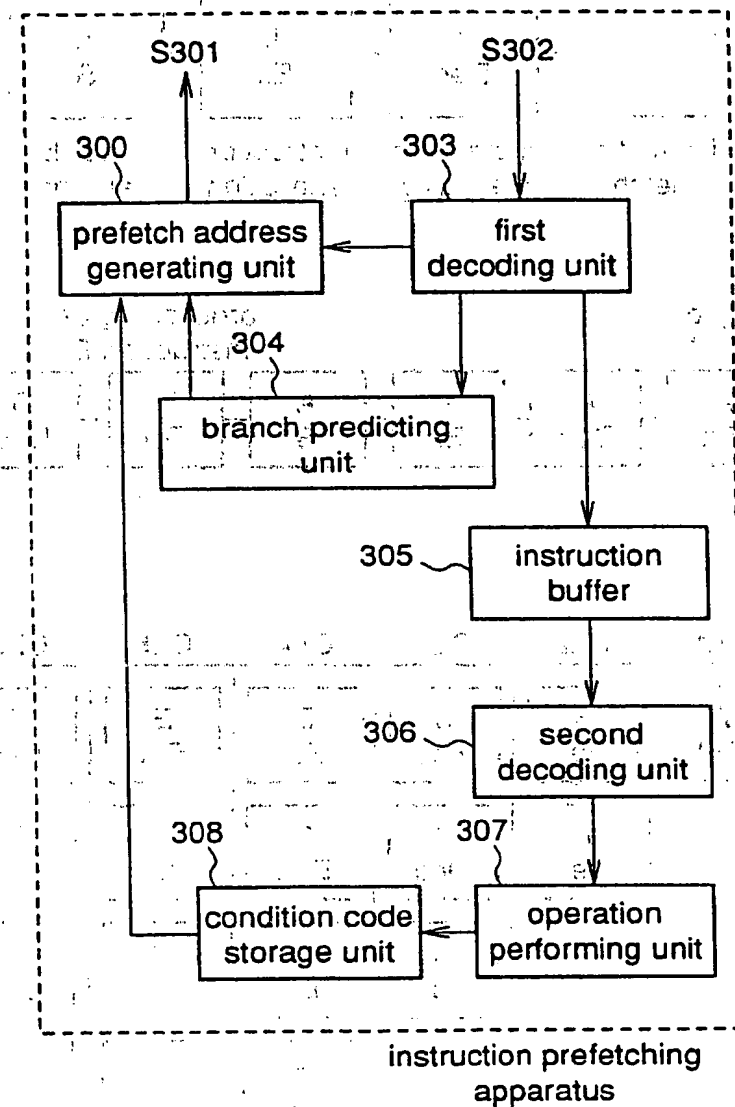 S301
S302
300
303
prefetch address
generating unit
first
decoding unit
304
branch predicting
unit
305
instruction
buffer
306
second
decoding unit
308
307
condition code
storage unit
operation
performing unit
instruction prefetching
apparatus